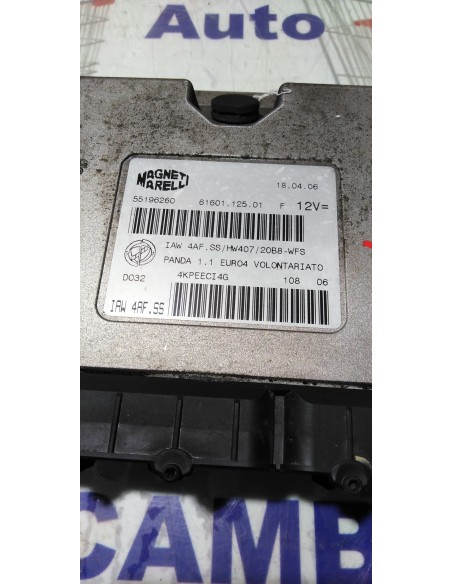 Auto
MAGNETI
MARELLI
18.04.06
55196260 61601.125.01 F 12V=
IAW 4AF.SS/HW407/20B8-WFS
PANDA 1.1 EURO4 VOLONTARIATO
D032 4KPEECI4G 108 06
IAW 4AF.SS
CAMB